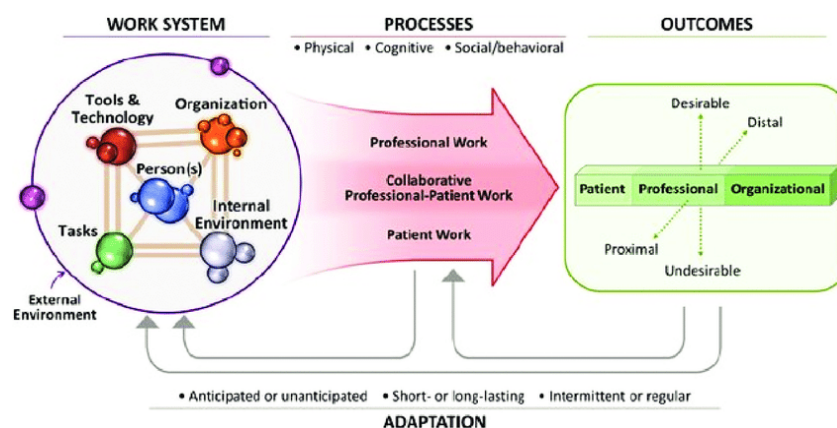 WORK SYSTEM
PROCESSES
OUTCOMES
• Physical • Cognitive • Social/behavioral
Tools &
Technology
Organization
Person(s)
Tasks
Internal
Environment
External
Environment
Professional Work
Collaborative
Professional-Patient Work
Patient Work
Desirable
Distal
Patient
Professional
Organizational
Proximal
Undesirable
• Anticipated or unanticipated • Short- or long-lasting • Intermittent or regular
ADAPTATION